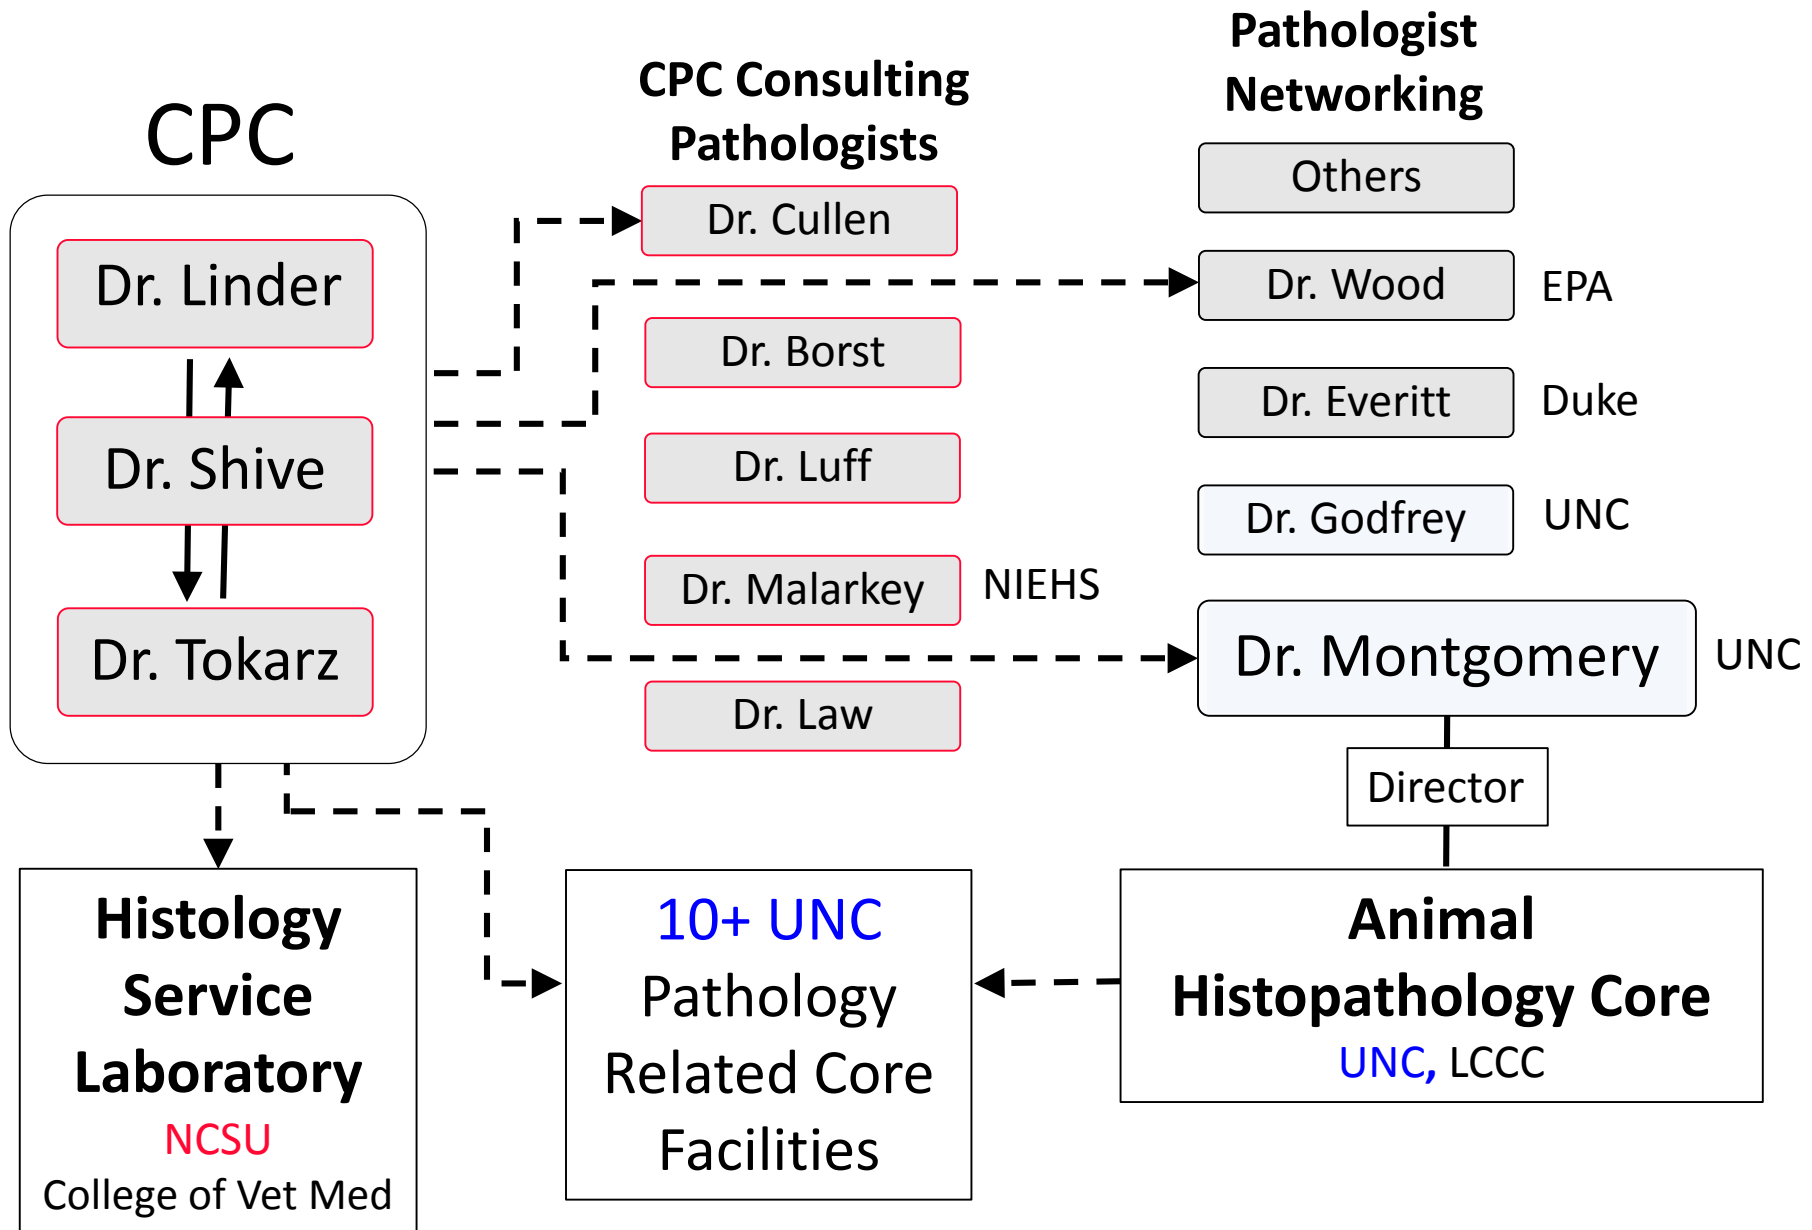 CPC
Dr. Linder
Dr. Shive
Dr. Tokarz
CPC Consulting
Pathologists
Dr. Cullen
Dr. Borst
Dr. Luff
Dr. Malarkey
NIEHS
Dr. Law
Pathologist
Networking
Others
Dr. Wood
EPA
Dr. Everitt
Duke
Dr. Godfrey
UNC
Dr. Montgomery
UNC
Director
Histology
Service
Laboratory
NCSU
College of Vet Med
10+ UNC
Pathology
Related Core
Facilities
Animal
Histopathology Core
UNC, LCCC